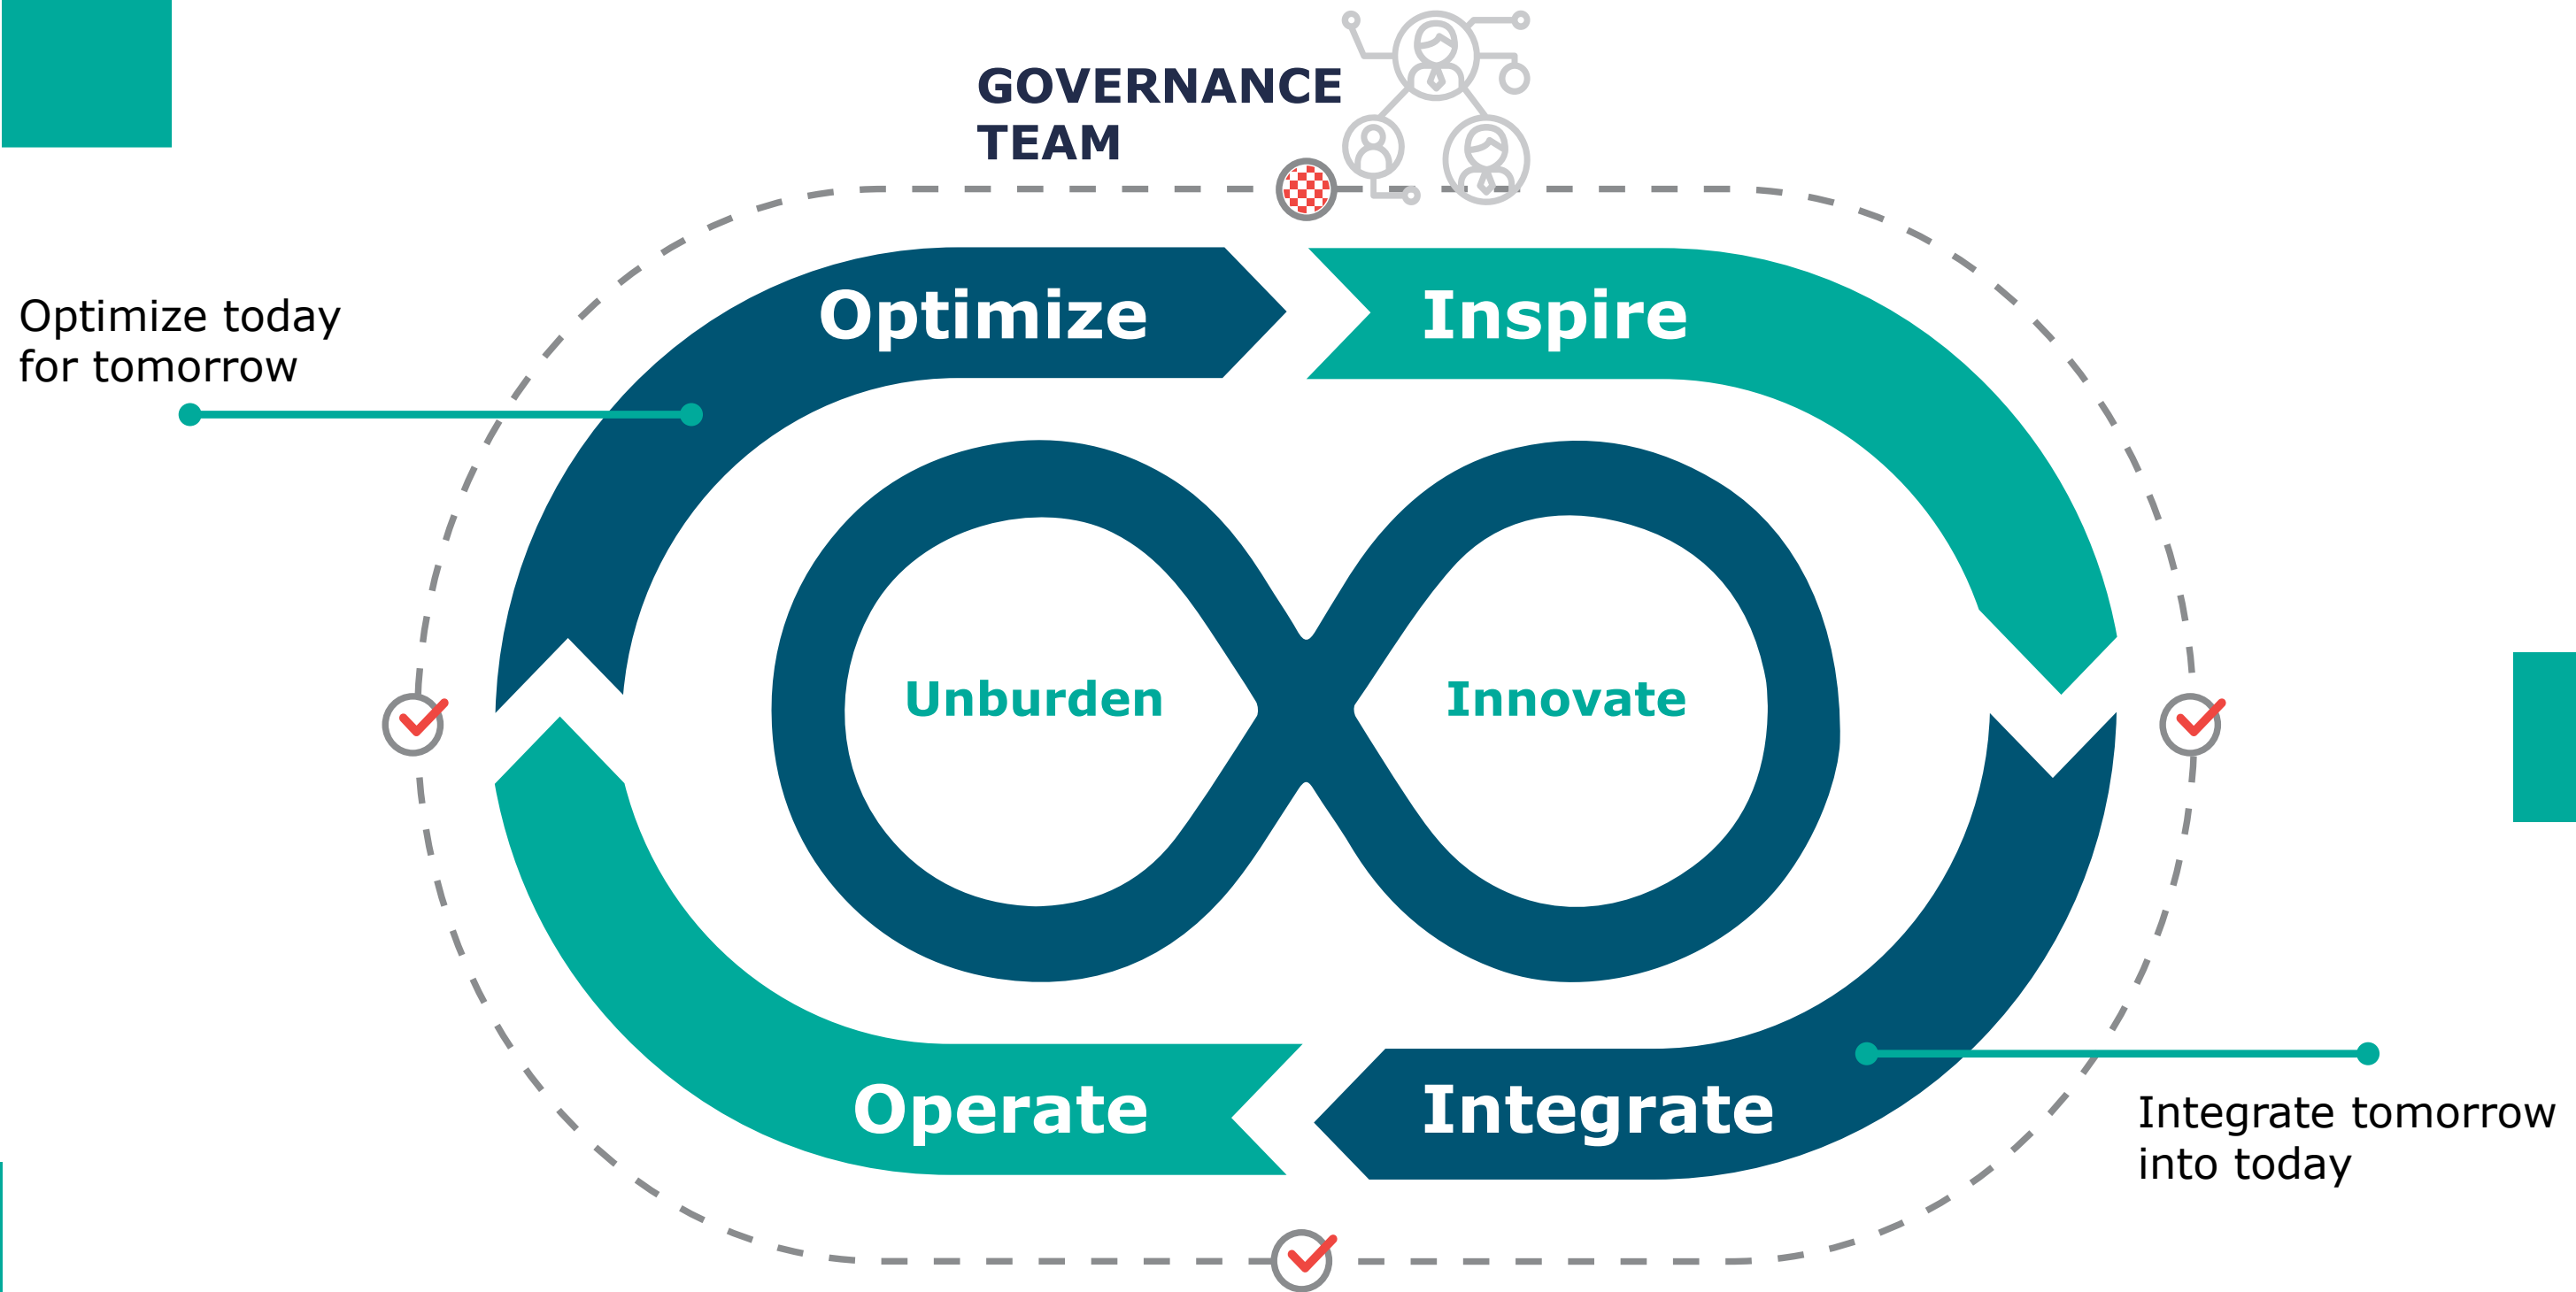 GOVERNANCE
TEAM
Optimize
Inspire
Optimize today
for tomorrow
Unburden
Innovate
Operate
Integrate
Integrate tomorrow
into today